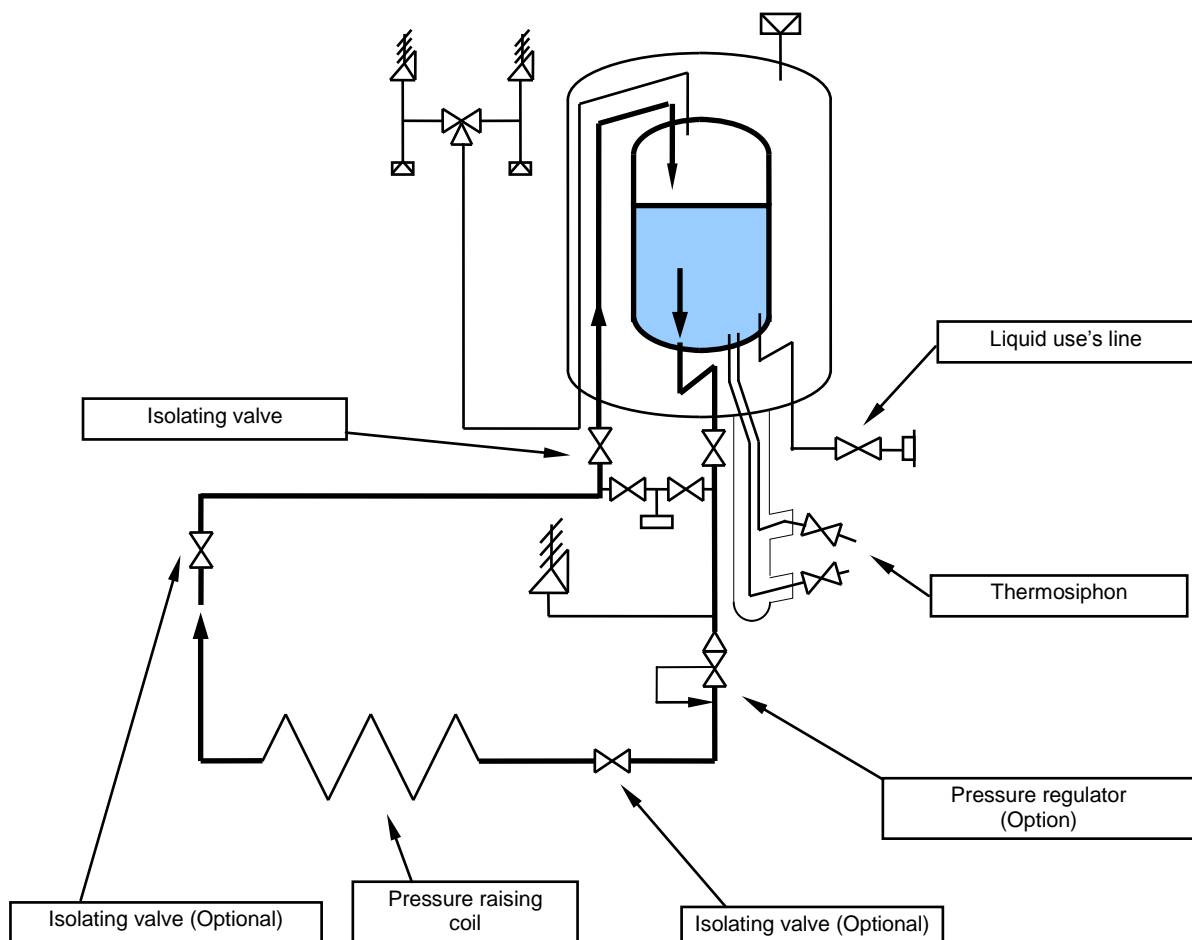 Liquid use's line
Isolating valve
Thermosiphon
Pressure regulator
(Option)
Isolating valve (Optional)
Pressure raising
coil
Isolating valve (Optional)